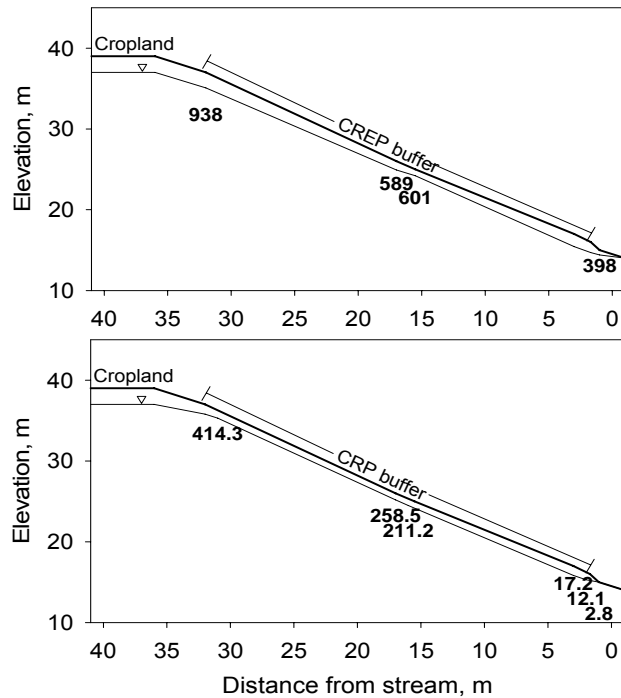 Cropland
40
938
CREP buffer
30
Elevation, m
589
601
20
398
10
40 35 30 25 20 15 10 5 0
Cropland
40
414.3
CRP buffer
30
Elevation, m
258.5
211.2
20
17.2
12.1
2.8
10
40 35 30 25 20 15 10 5 0
Distance from stream, m